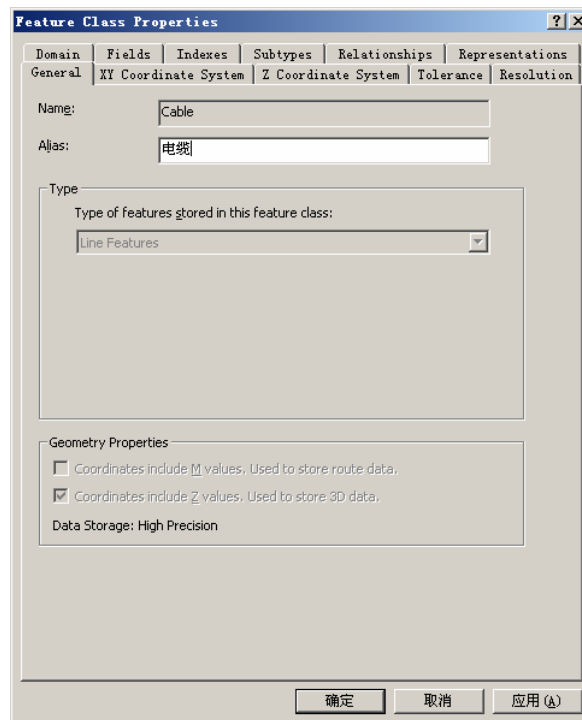 Feature Class Properties
Domain Fields Indexes Subtypes Relationships Representations
General XY Coordinate System Z Coordinate System Tolerance Resolution
Name: Cable
Alias: 电缆
Type
Type of features stored in this feature class:
Line Features
Geometry Properties
Coordinates include M values. Used to store route data.
Coordinates include Z values. Used to store 3D data.
Data Storage: High Precision
确定 取消 应用(A)